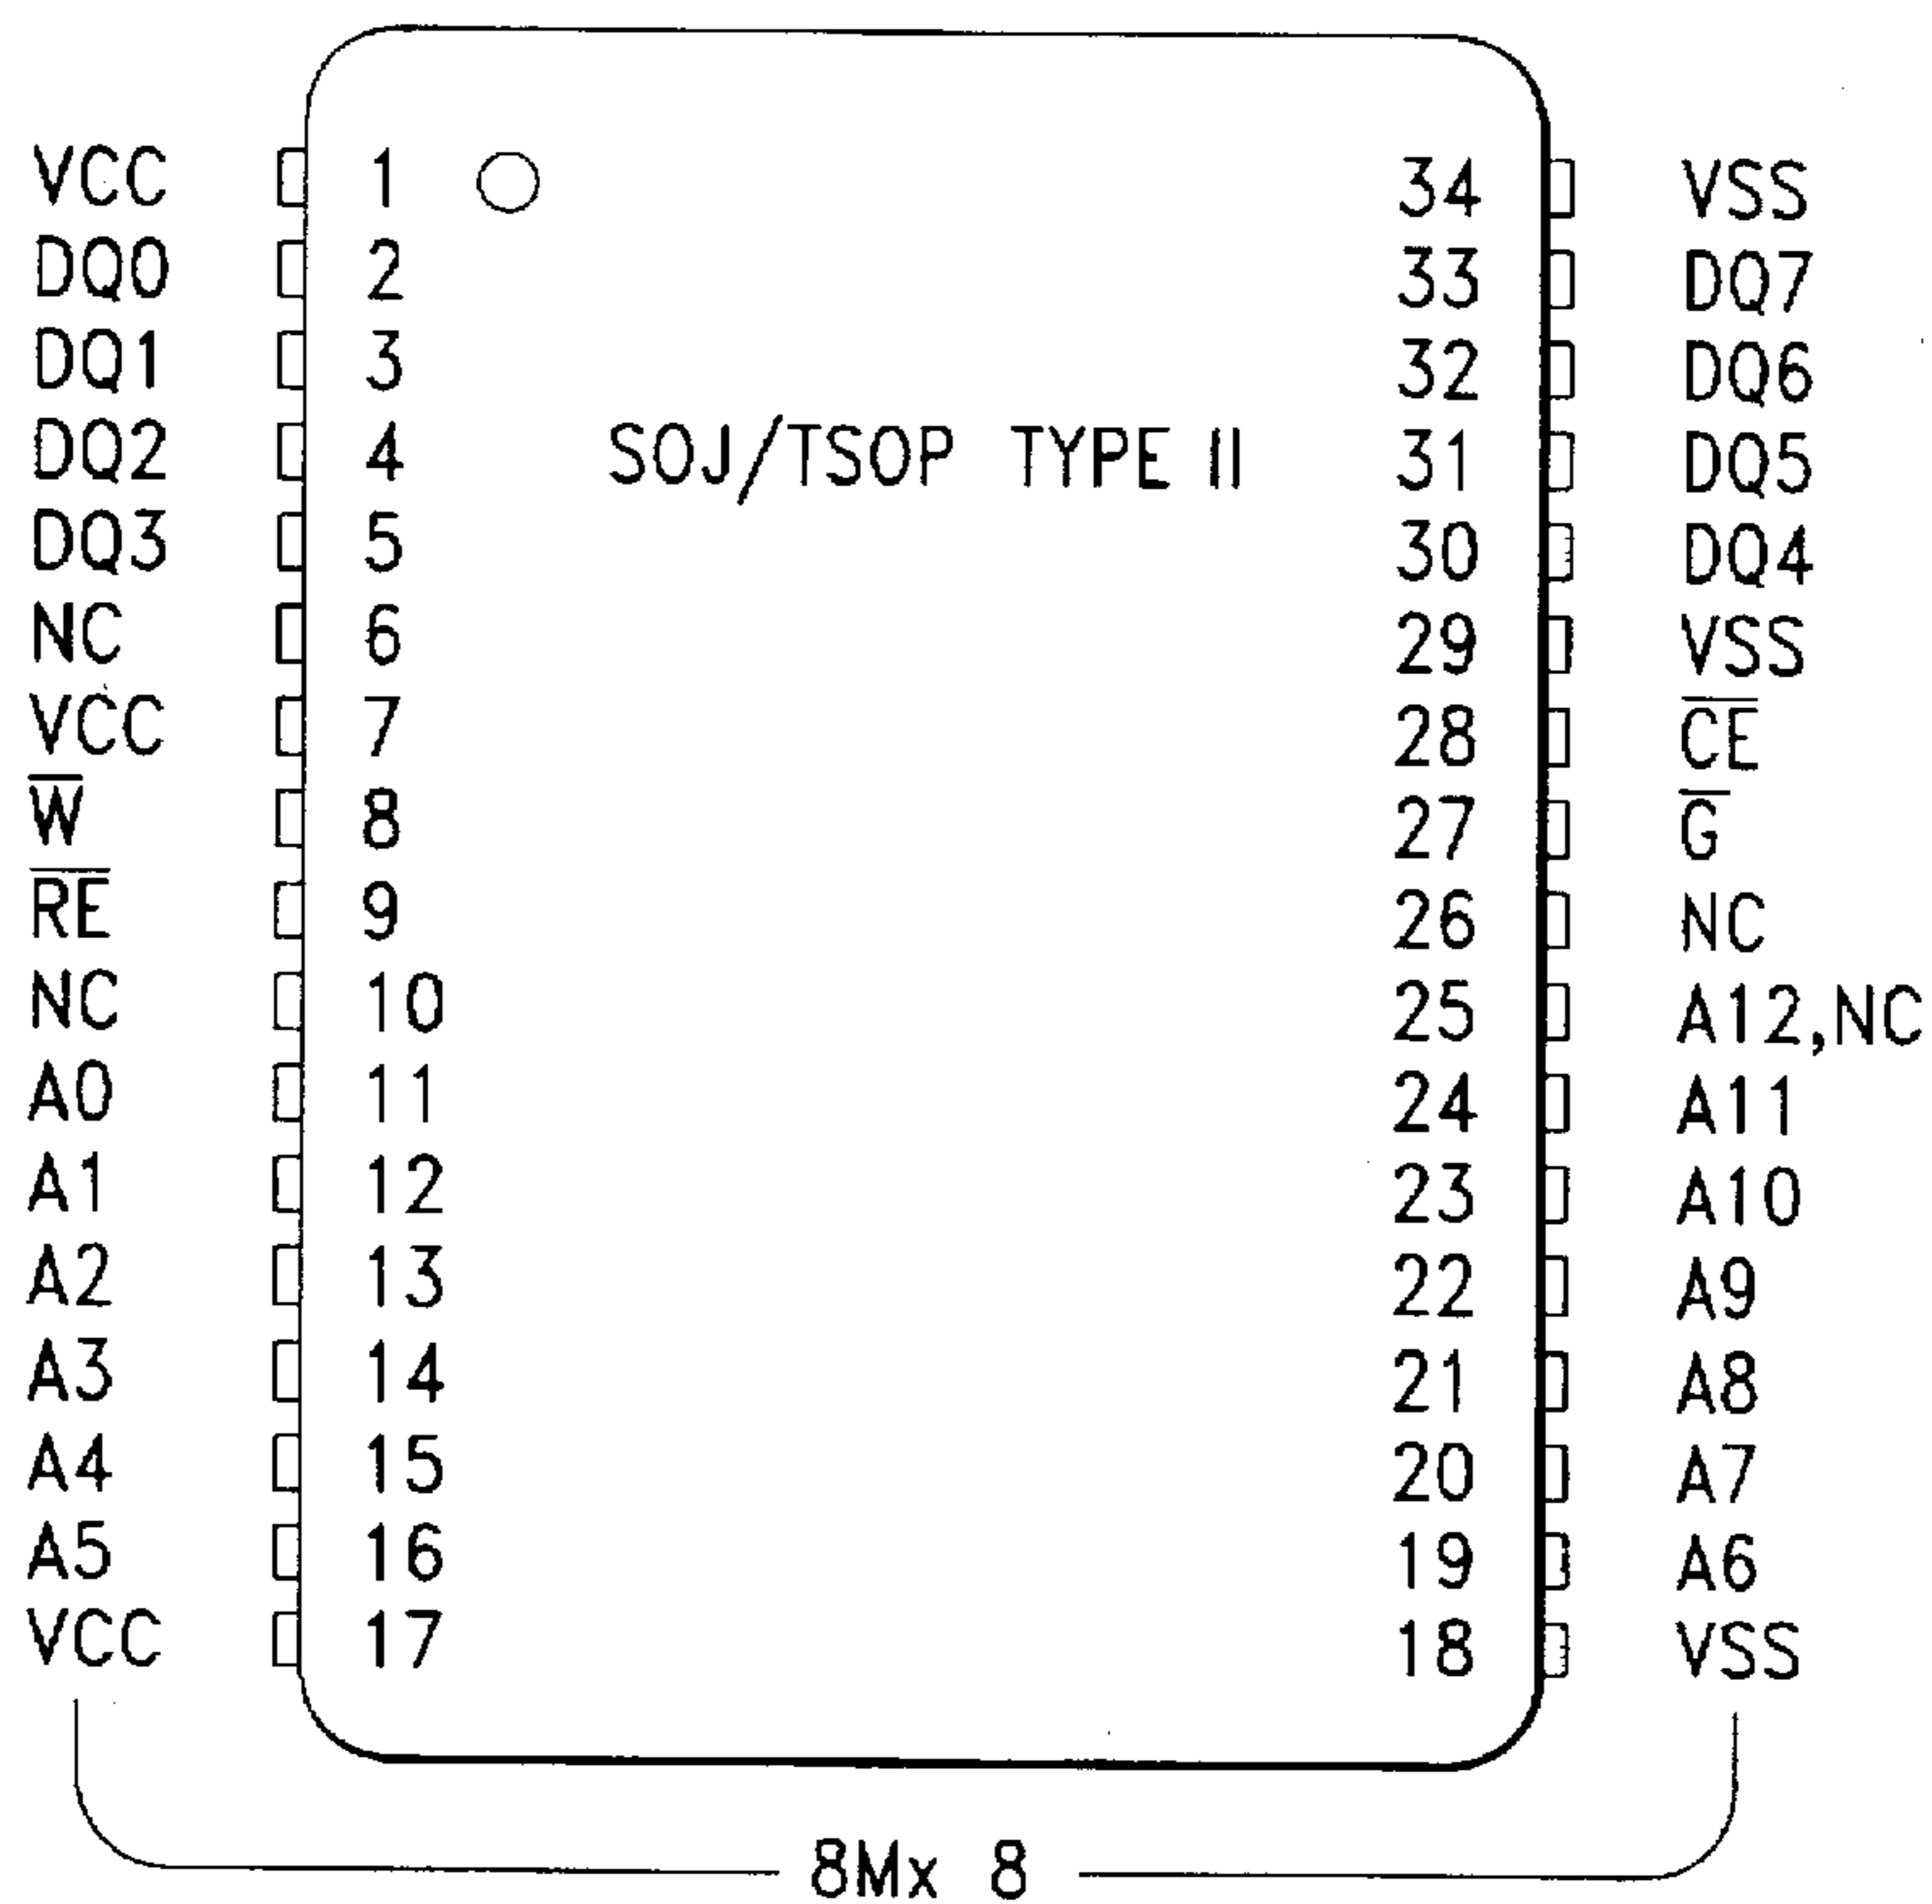 VCC 1 34 VSS
DQ0 2 33 DQ7
DQ1 3 32 DQ6
DQ2 4 SOJ/TSOP TYPE II 31 DQ5
DQ3 5 30 DQ4
NC 6 29 VSS
VCC 7 28 C̅E̅
W̅ 8 27 G̅
R̅E̅ 9 26 NC
NC 10 25 A12,NC
A0 11 24 A11
A1 12 23 A10
A2 13 22 A9
A3 14 21 A8
A4 15 20 A7
A5 16 19 A6
VCC 17 18 VSS
8Mx 8